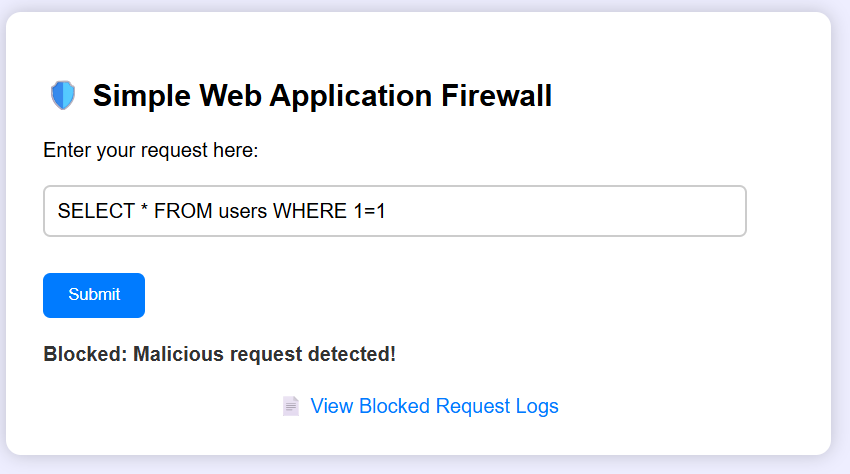 Simple Web Application Firewall
Enter your request here:
SELECT * FROM users WHERE 1=1
Submit
Blocked: Malicious request detected!
View Blocked Request Logs